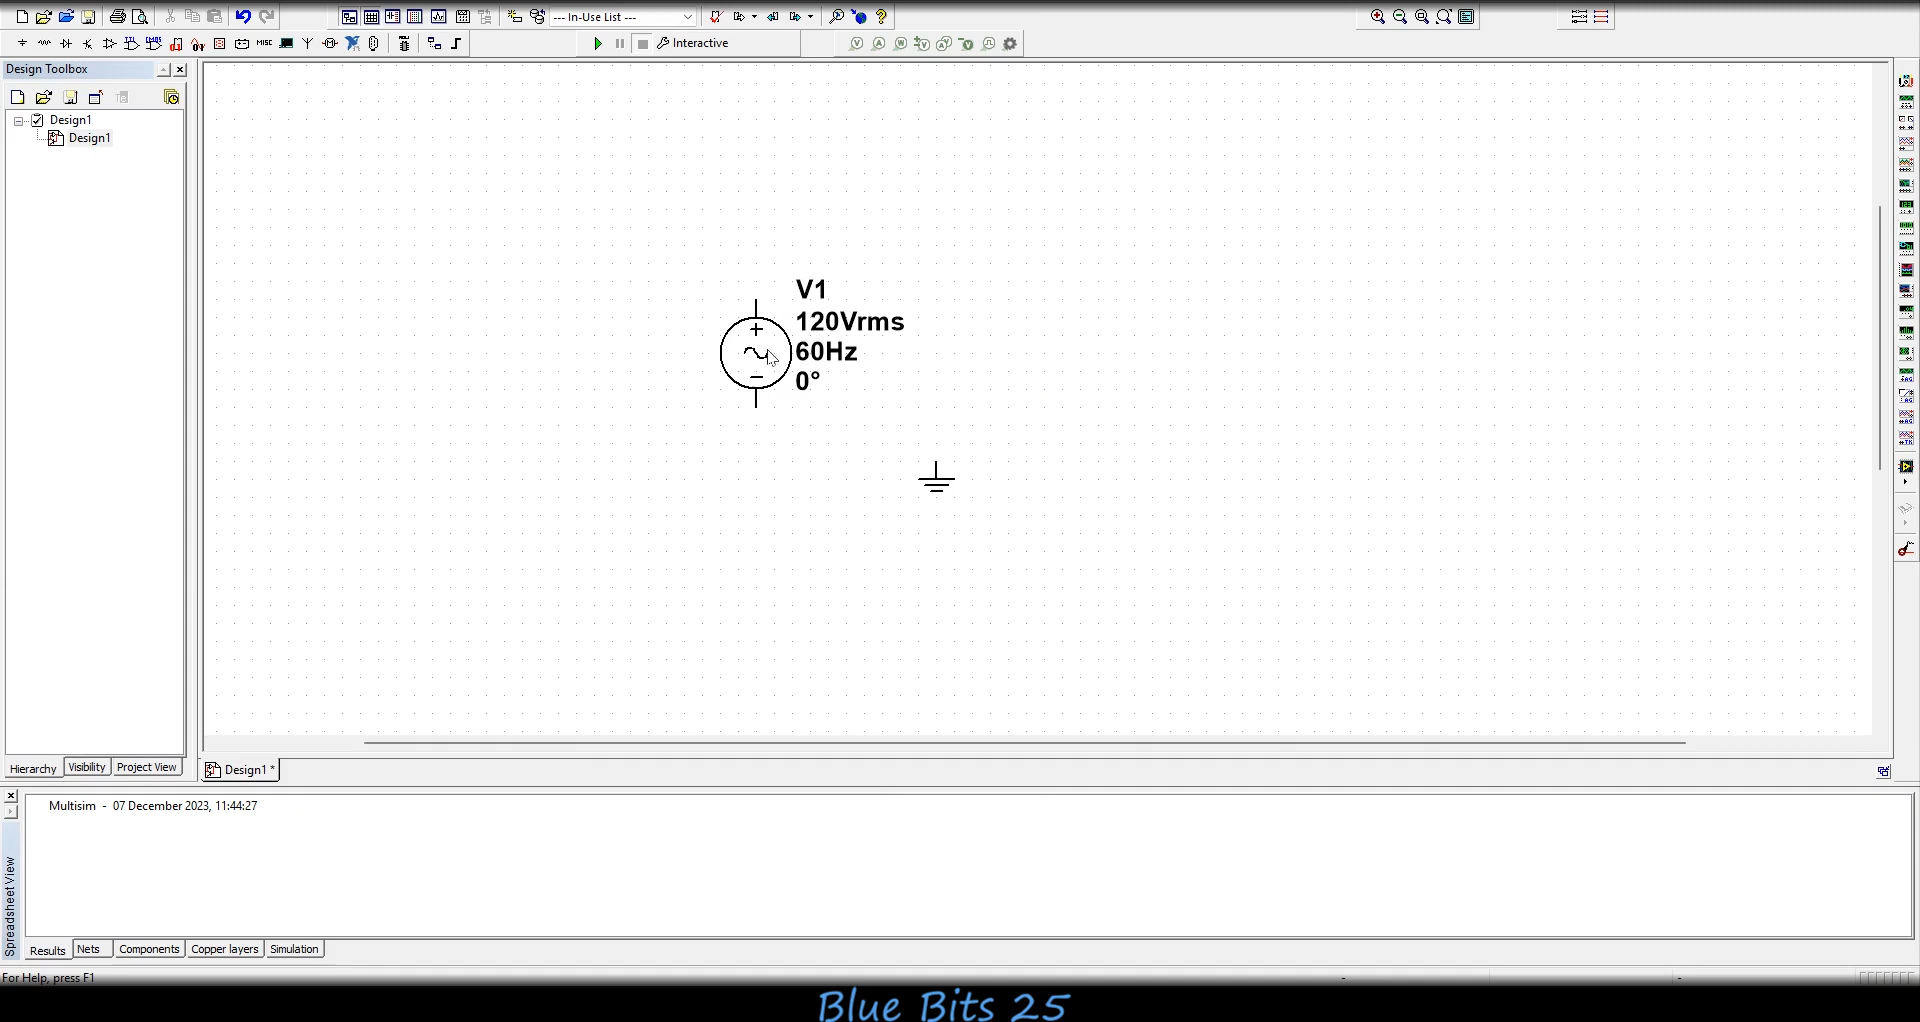 --- In-Use List ---
MISC
Interactive
Design Toolbox
Design1
Design1
V1
120Vrms
60Hz
0°
Hierarchy
Visibility
Project View
Design1 *
Multisim - 07 December 2023, 11:44:27
Spreadsheet View
Results
Nets
Components
Copper layers
Simulation
For Help, press F1
-
-
Blue Bits 25